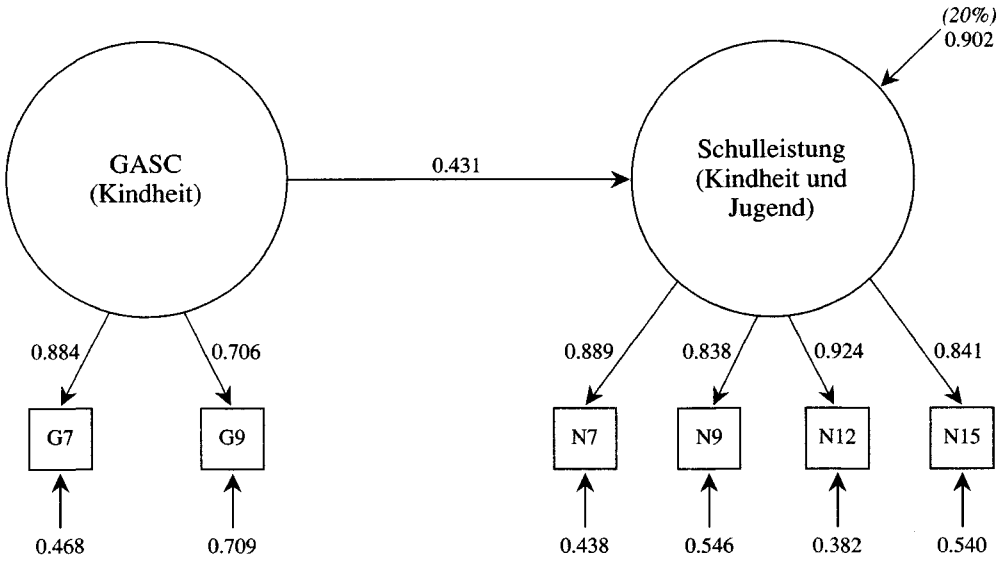 (20%)
0.902
GASC
(Kindheit)
0.431
Schulleistung
(Kindheit und
Jugend)
0.884
0.706
0.889
0.838
0.924
0.841
G7
G9
N7
N9
N12
N15
0.468
0.709
0.438
0.546
0.382
0.540